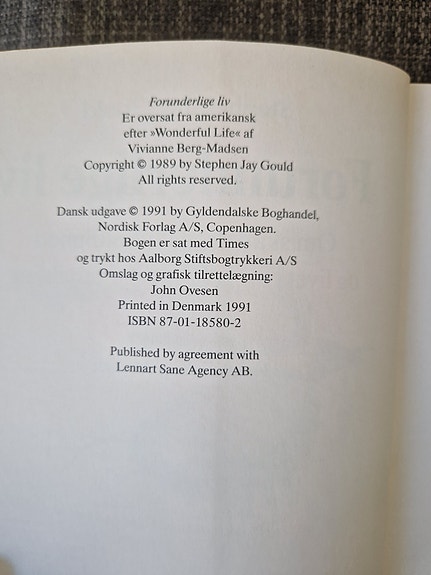 Forunderlige liv
Er oversat fra amerikansk
efter »Wonderful Life« af
Vivianne Berg-Madsen
Copyright © 1989 by Stephen Jay Gould
All rights reserved.
Dansk udgave © 1991 by Gyldendalske Boghandel,
Nordisk Forlag A/S, Copenhagen.
Bogen er sat med Times
og trykt hos Aalborg Stiftsbogtrykkeri A/S
Omslag og grafisk tilrettelægning:
John Ovesen
Printed in Denmark 1991
ISBN 87-01-18580-2
Published by agreement with
Lennart Sane Agency AB.